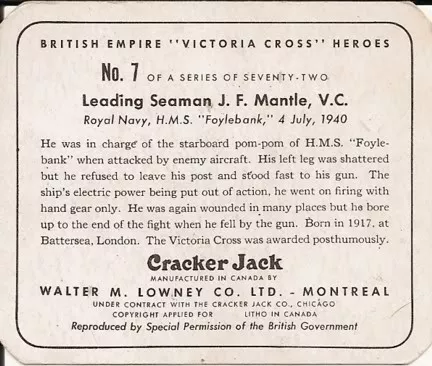 BRITISH EMPIRE "VICTORIA CROSS" HEROES
No. 7 OF A SERIES OF SEVENTY-TWO
Leading Seaman J. F. Mantle, V.C.
Royal Navy, H.M.S. "Foylebank," 4 July, 1940
He was in charge of the starboard pom-pom of H.M.S. "Foyle-
bank" when attacked by enemy aircraft. His left leg was shattered
but he refused to leave his post and stood fast to his gun. The
ship's electric power being put out of action, he went on firing with
hand gear only. He was again wounded in many places but he bore
up to the end of the fight when he fell by the gun. Born in 1917, at
Battersea, London. The Victoria Cross was awarded posthumously.
Cracker Jack
MANUFACTURED IN CANADA BY
WALTER M. LOWNEY CO. LTD. - MONTREAL
UNDER CONTRACT WITH THE CRACKER JACK CO., CHICAGO
COPYRIGHT APPLIED FOR LITHO IN CANADA
Reproduced by Special Permission of the British Government